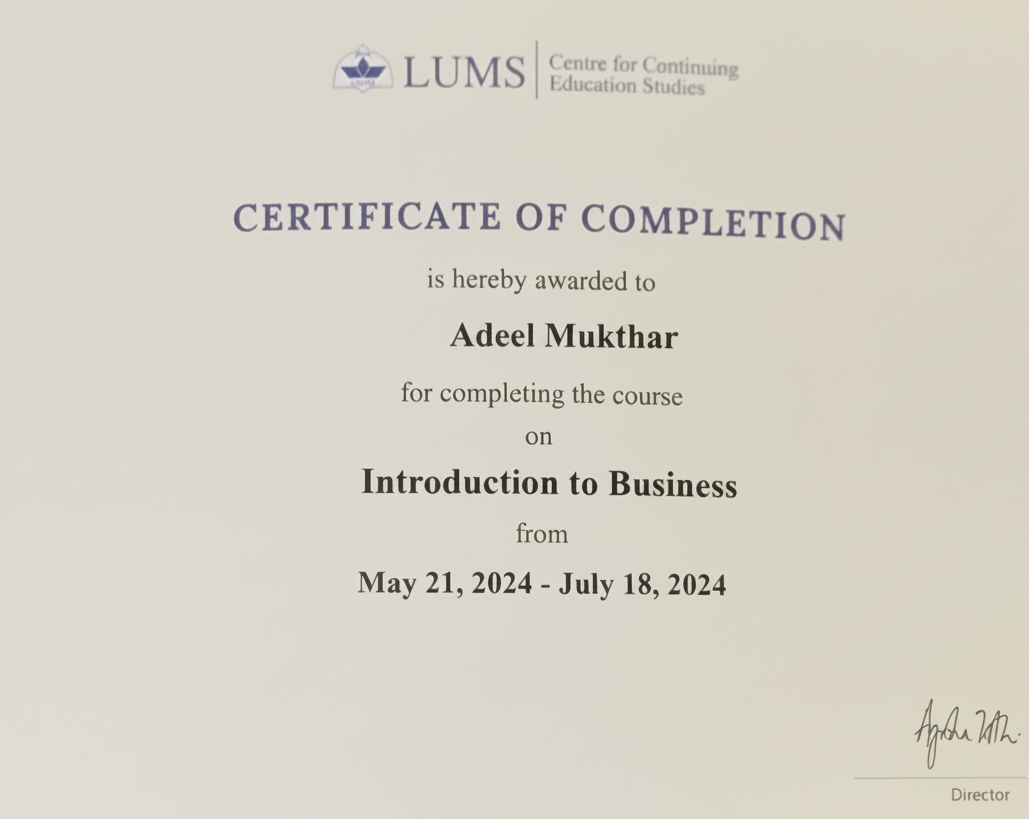 LUMS
Centre for Continuing
Education Studies
CERTIFICATE OF COMPLETION
is hereby awarded to
Adeel Mukthar
for completing the course
on
Introduction to Business
from
May 21, 2024 - July 18, 2024
Director